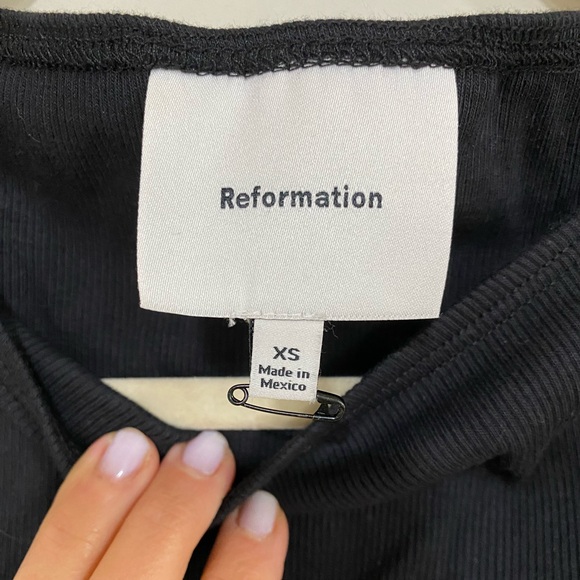 Reformation
XS
Made in
Mexico